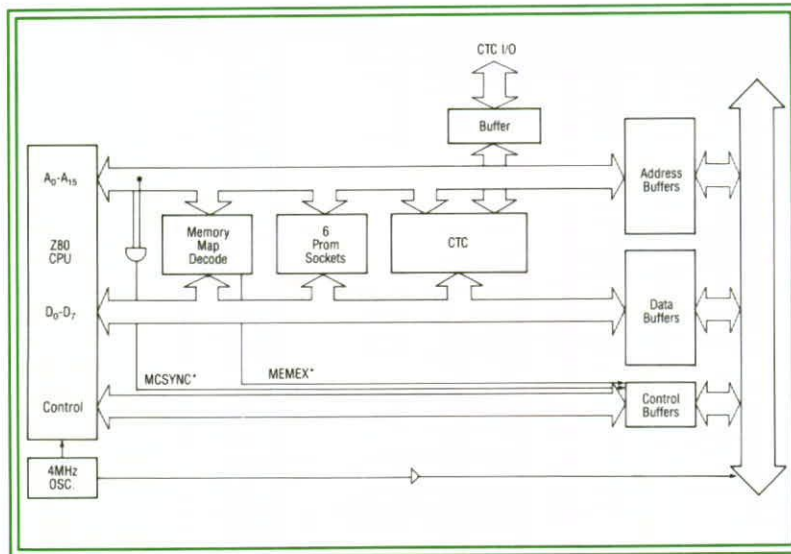 CTC I/O
Buffer
A₀-A₁₅
Address
Buffers
Memory
Map
Decode
6
Prom
Sockets
CTC
Z80
CPU
D₀-D₇
Data
Buffers
MCSYNC*
MEMEX*
Control
Control
Buffers
4MHz
OSC.